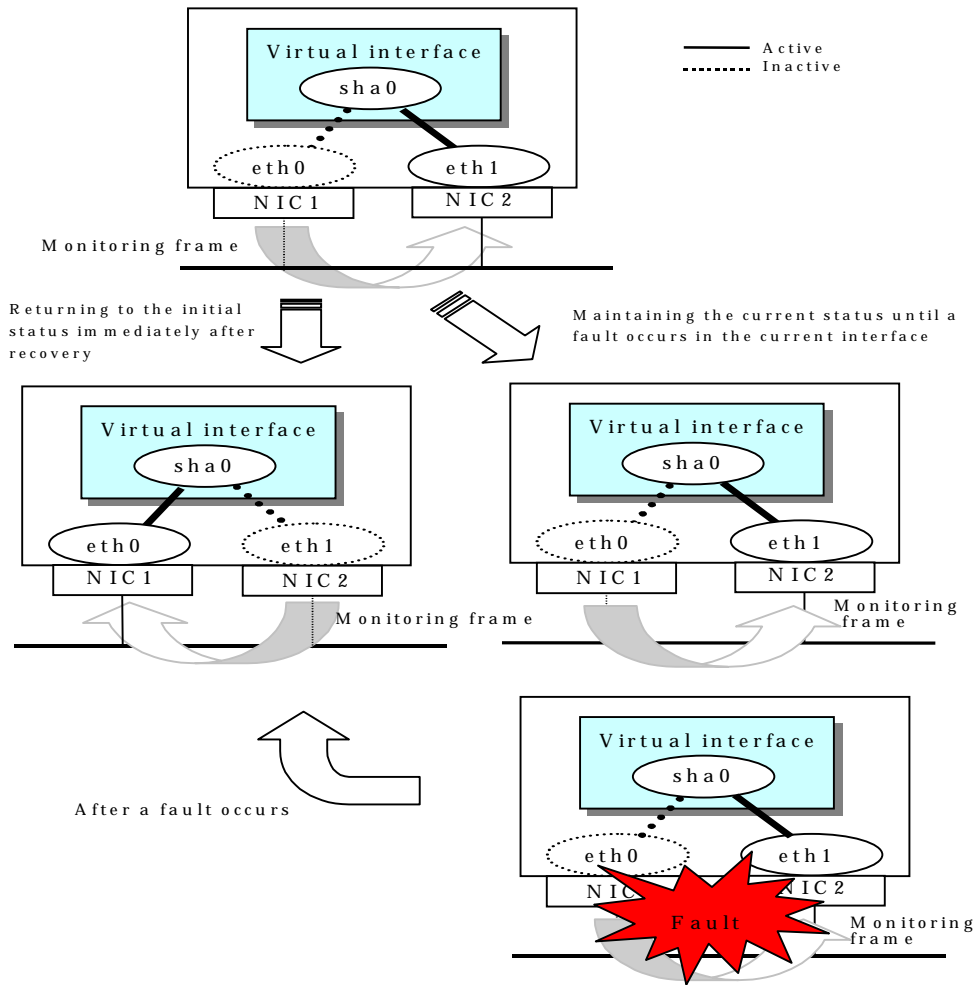 Virtual interface
sha0
eth0
eth1
NIC1
NIC2
Active
Inactive
Monitoring frame
Returning to the initial
status immediately after
recovery
Maintaining the current status until a
fault occurs in the current interface
Virtual interface
sha0
eth0
eth1
NIC1
NIC2
Monitoring frame
Virtual interface
sha0
eth0
eth1
NIC1
NIC2
Monitoring
frame
After a fault occurs
Virtual interface
sha0
eth0
eth1
NIC
NIC2
Fault
Monitoring
frame